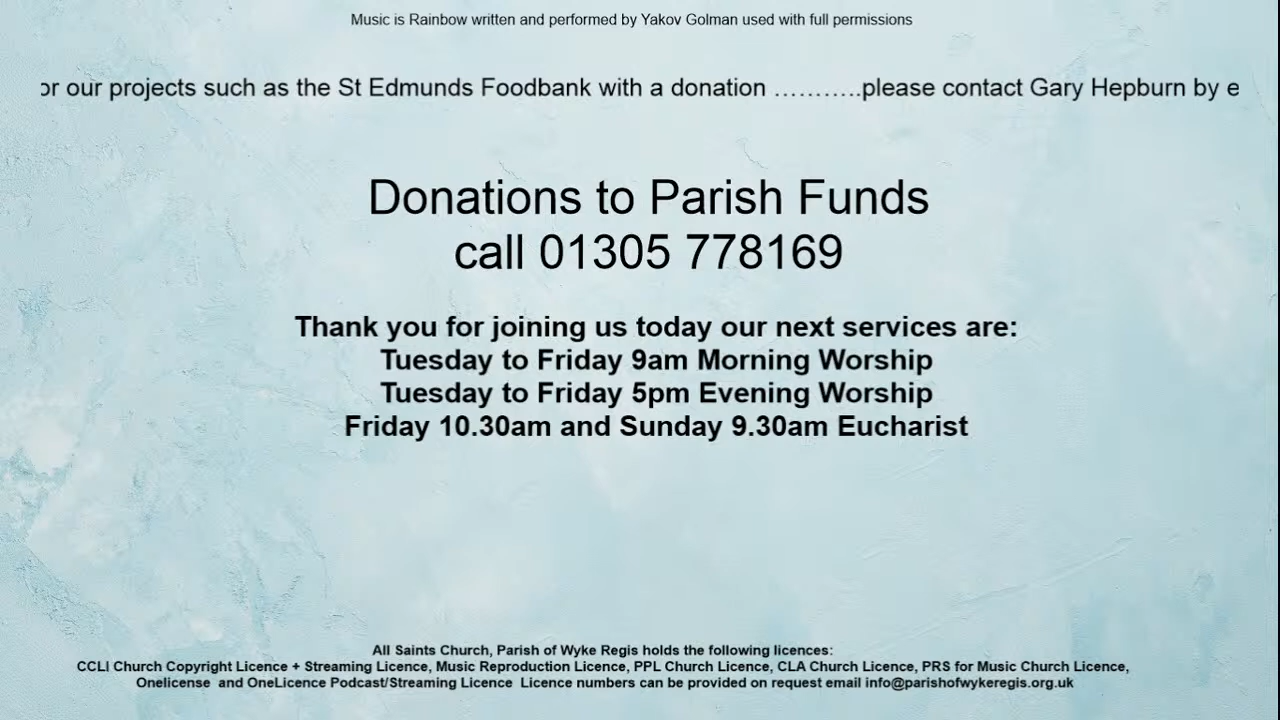 Music is Rainbow written and performed by Yakov Golman used with full permissions
or our projects such as the St Edmunds Foodbank with a donation ………..please contact Gary Hepburn by e
Donations to Parish Funds
call 01305 778169
Thank you for joining us today our next services are:
Tuesday to Friday 9am Morning Worship
Tuesday to Friday 5pm Evening Worship
Friday 10.30am and Sunday 9.30am Eucharist
All Saints Church, Parish of Wyke Regis holds the following licences:
CCLI Church Copyright Licence + Streaming Licence, Music Reproduction Licence, PPL Church Licence, CLA Church Licence, PRS for Music Church Licence,
Onelicense and OneLicence Podcast/Streaming Licence Licence numbers can be provided on request email info@parishofwykeregis.org.uk